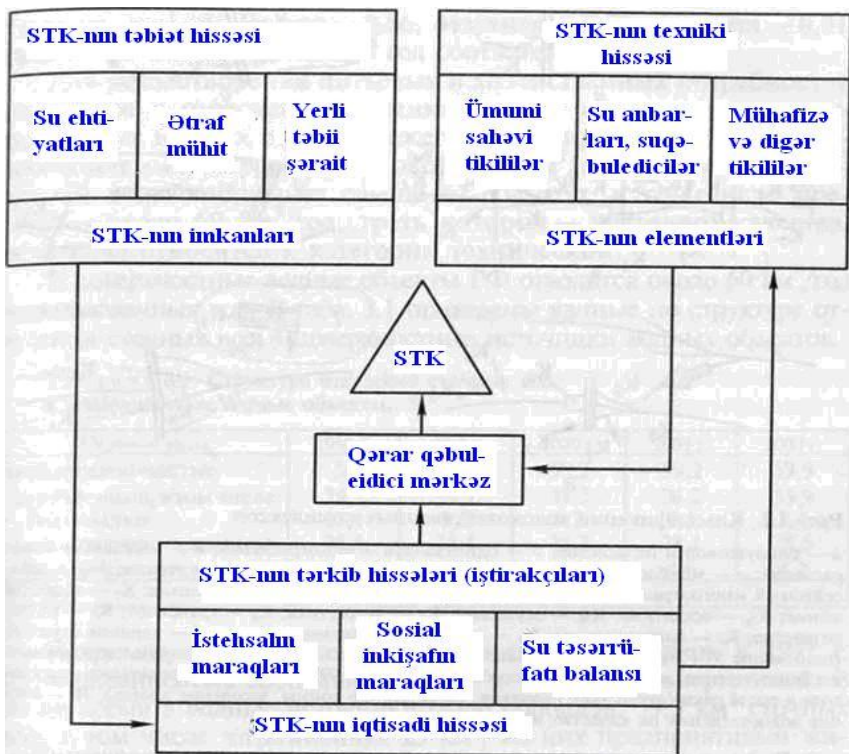 STK-nın təbiət hissəsi
Su ehti-
yatları
Ətraf
mühit
Yerli
təbii
şərait
STK-nın imkanları
STK-nın texniki
hissəsi
Ümumi
sahəvi
tikililər
Su anbar-
ları, suqə-
buledicilər
Mühafizə
və digər
tikililər
STK-nın elementləri
STK
Qərar qəbul-
eidici mərkəz
STK-nın tərkib hissələri (iştirakçıları)
İstehsalın
maraqları
Sosial
inkişafın
maraqları
Su təsərrü-
fatı balansı
STK-nın iqtisadi hissəsi